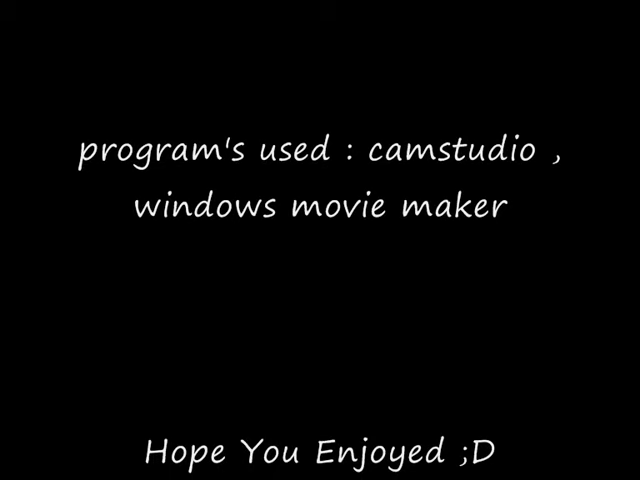 program's used : camstudio ,
windows movie maker
Hope You Enjoyed ;D